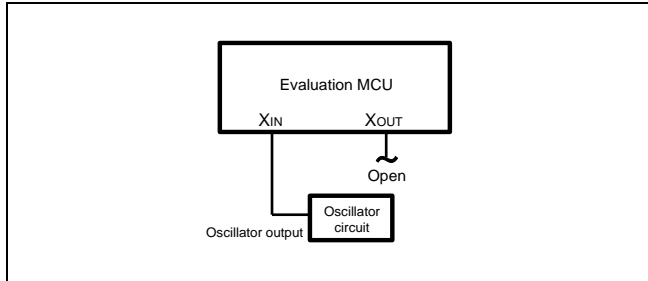 Evaluation MCU
XIN XOUT
Open
Oscillator
circuit
Oscillator output